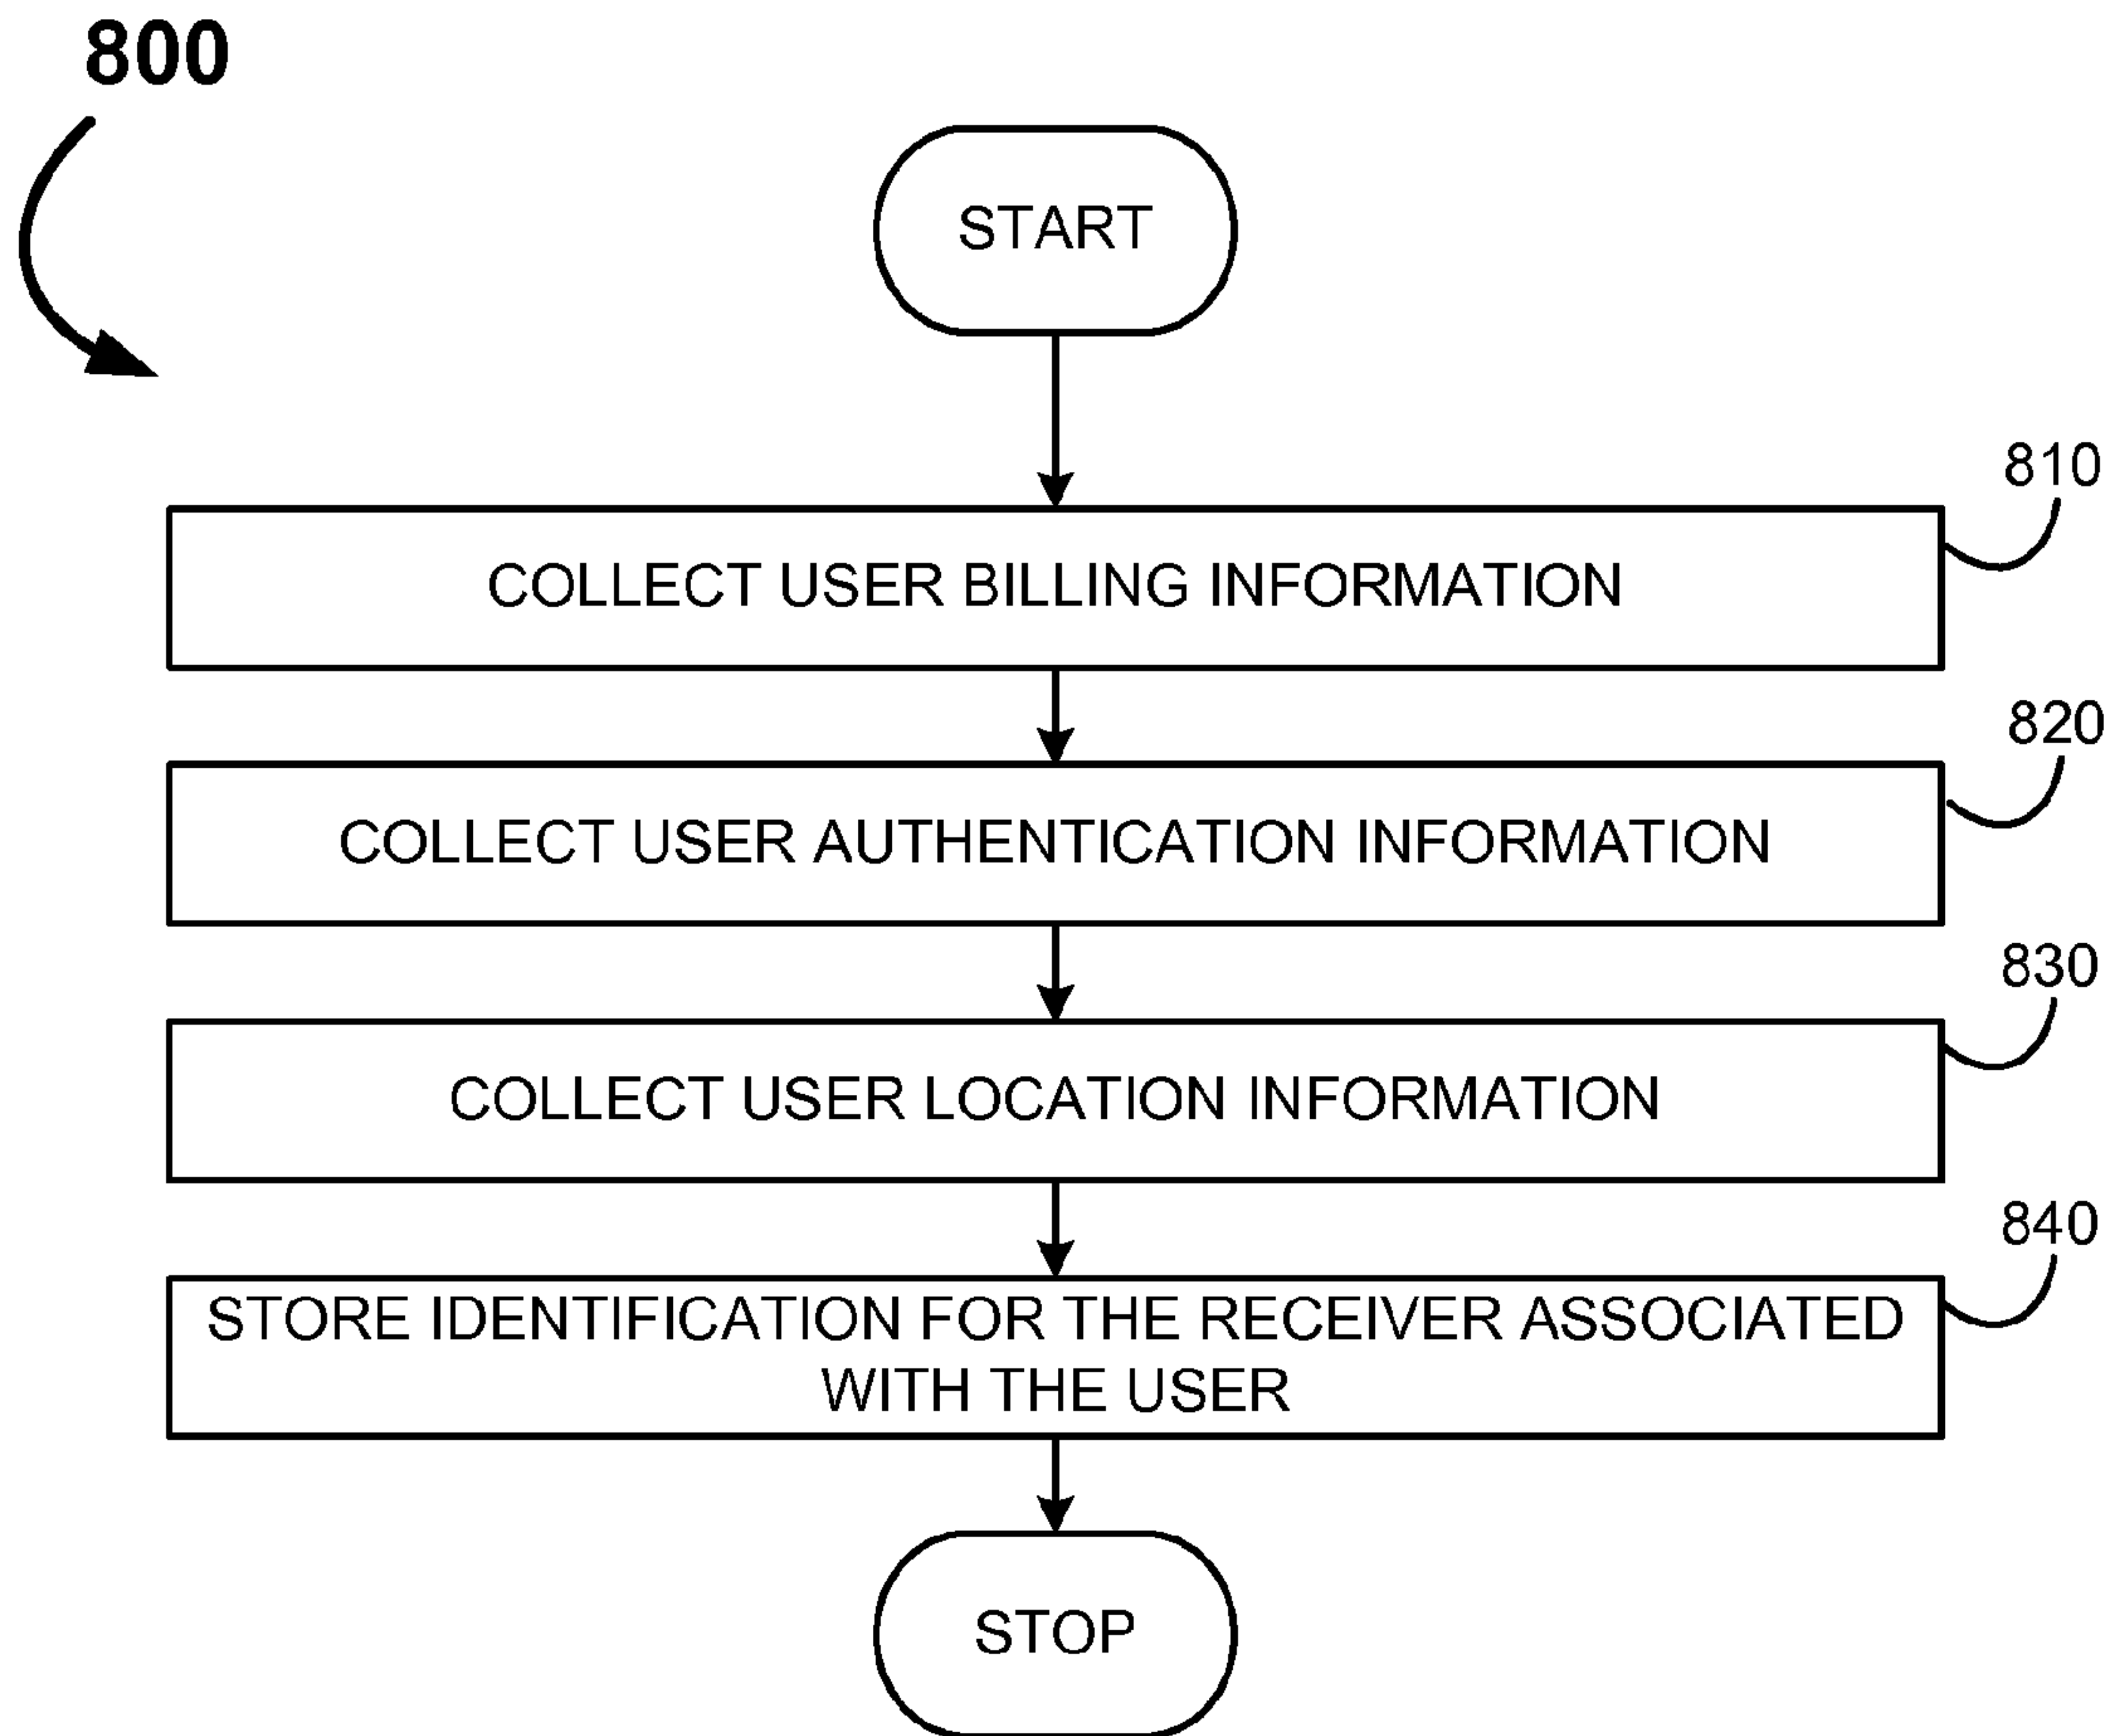 800
START
810
COLLECT USER BILLING INFORMATION
820
COLLECT USER AUTHENTICATION INFORMATION
830
COLLECT USER LOCATION INFORMATION
840
STORE IDENTIFICATION FOR THE RECEIVER ASSOCIATED
WITH THE USER
STOP